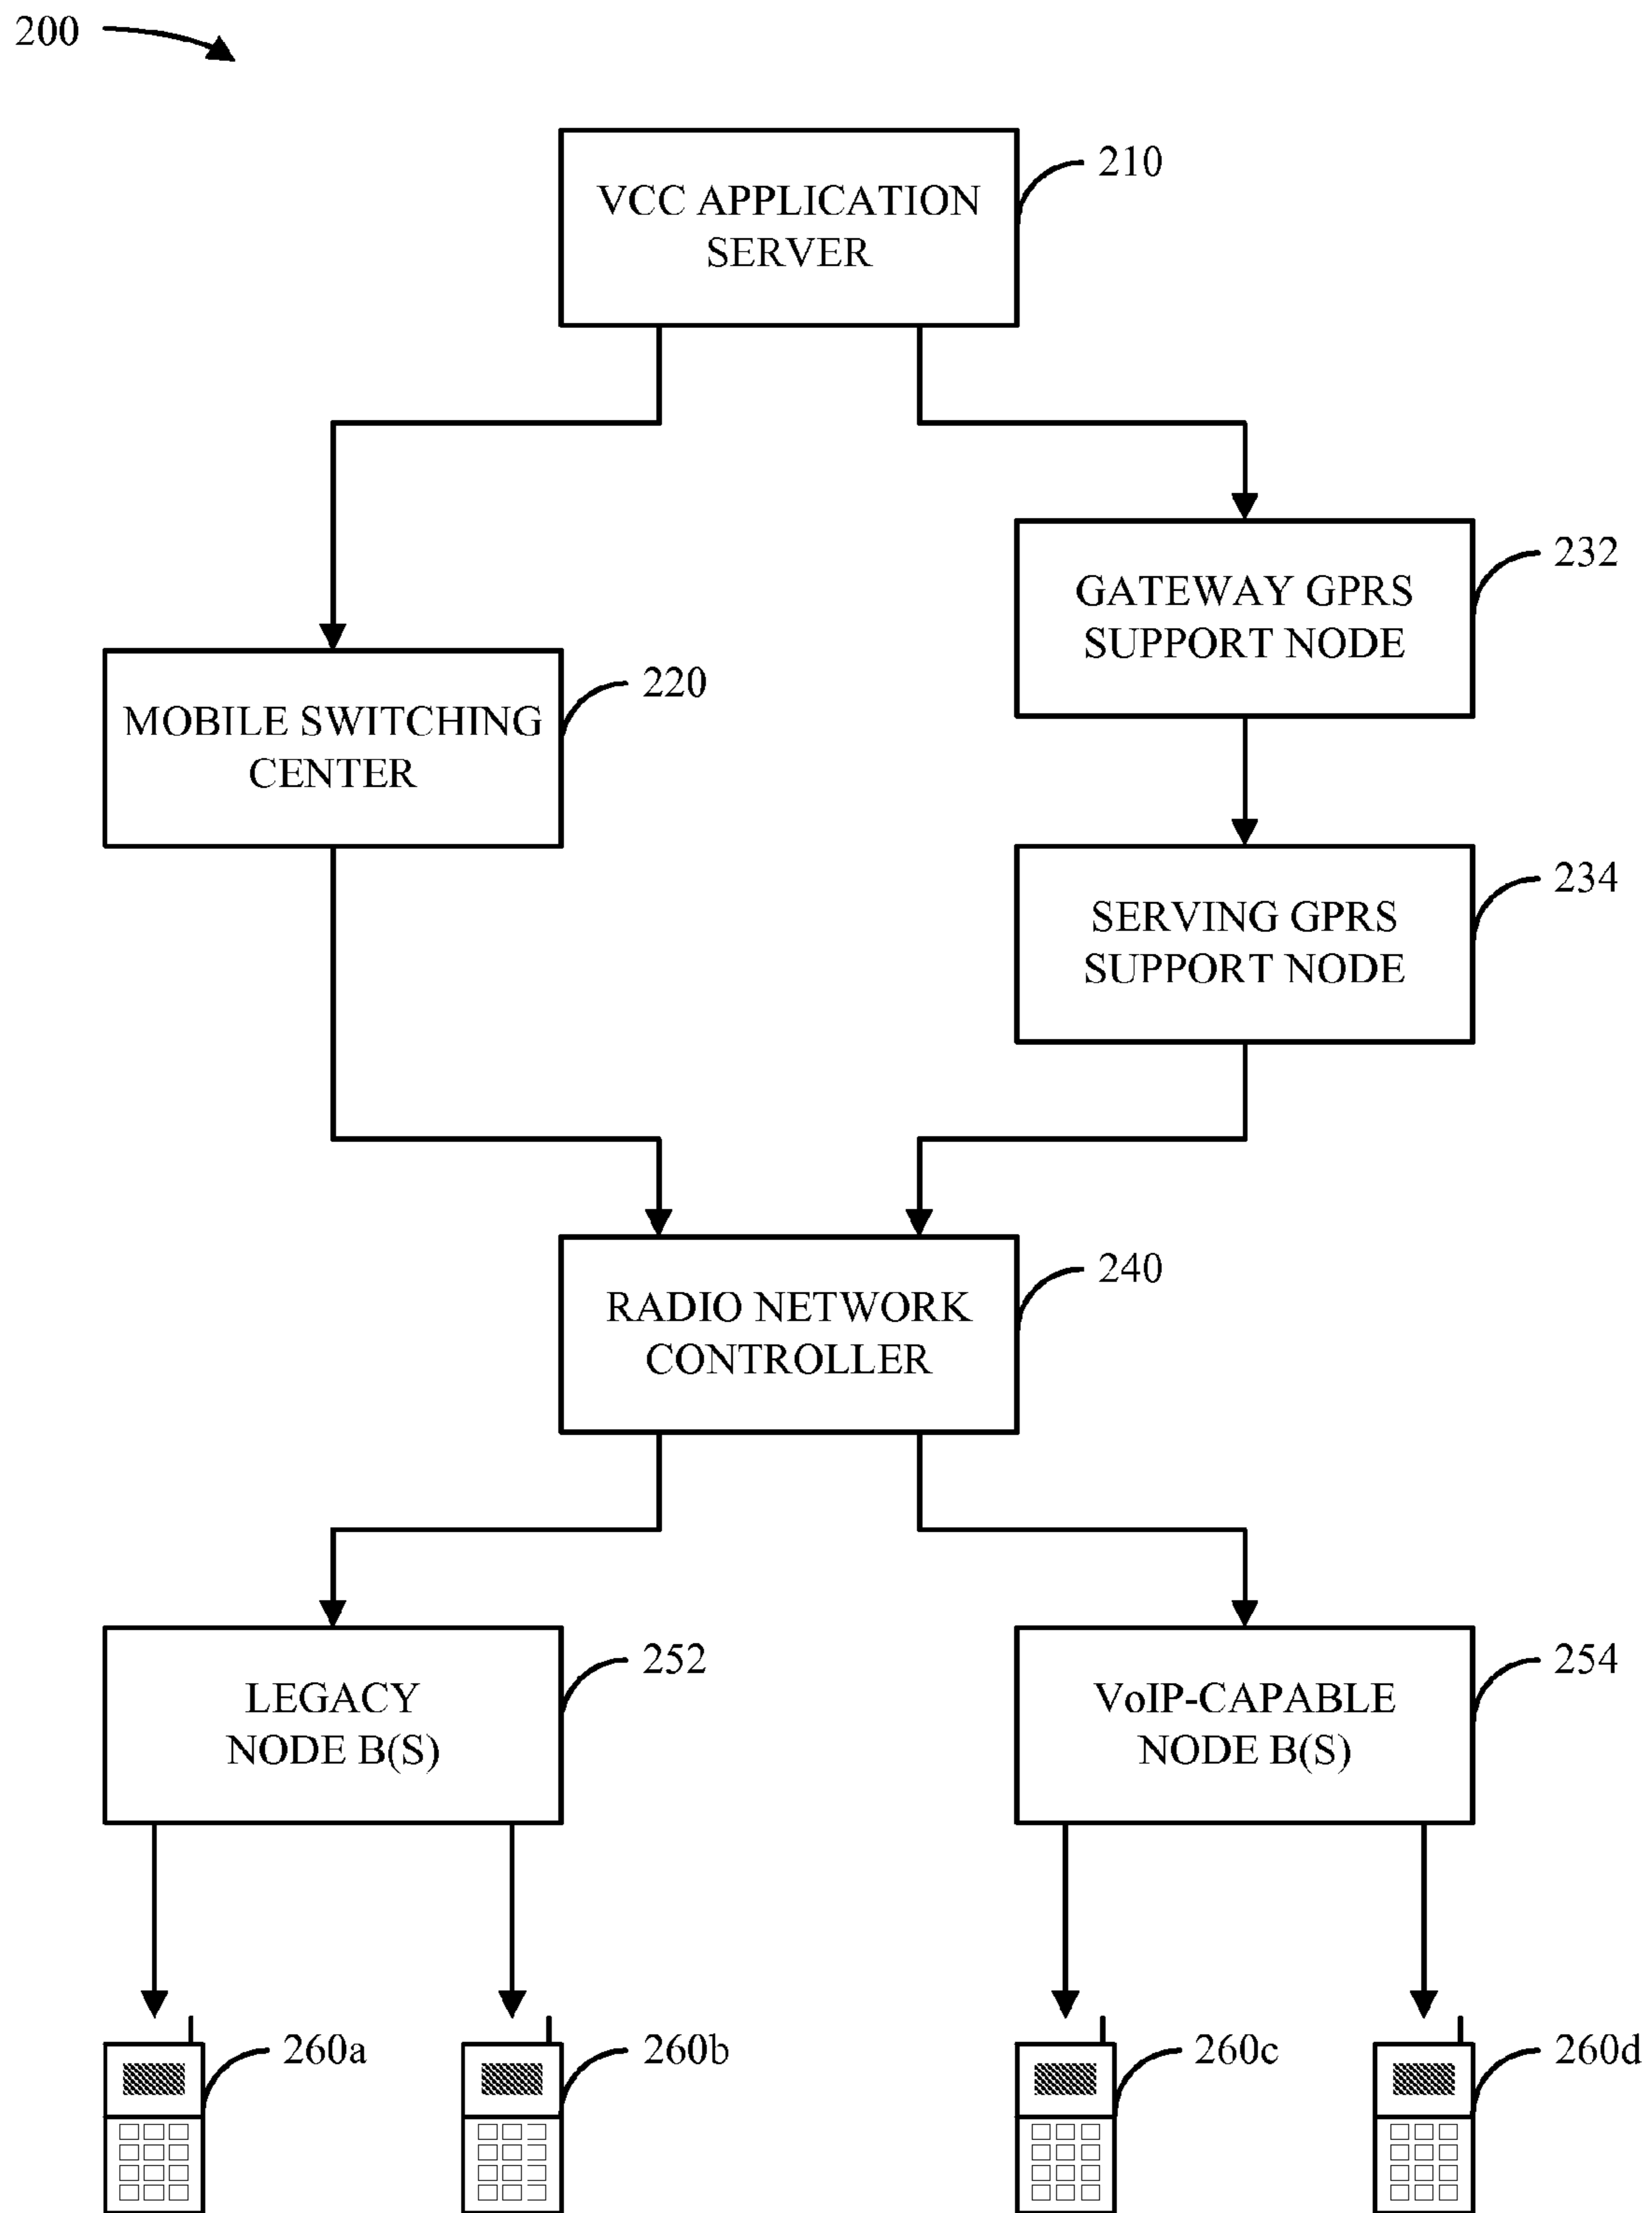 200
210
VCC APPLICATION
SERVER
232
GATEWAY GPRS
SUPPORT NODE
220
MOBILE SWITCHING
CENTER
234
SERVING GPRS
SUPPORT NODE
240
RADIO NETWORK
CONTROLLER
252
LEGACY
NODE B(S)
254
VoIP-CAPABLE
NODE B(S)
260a
260b
260c
260d